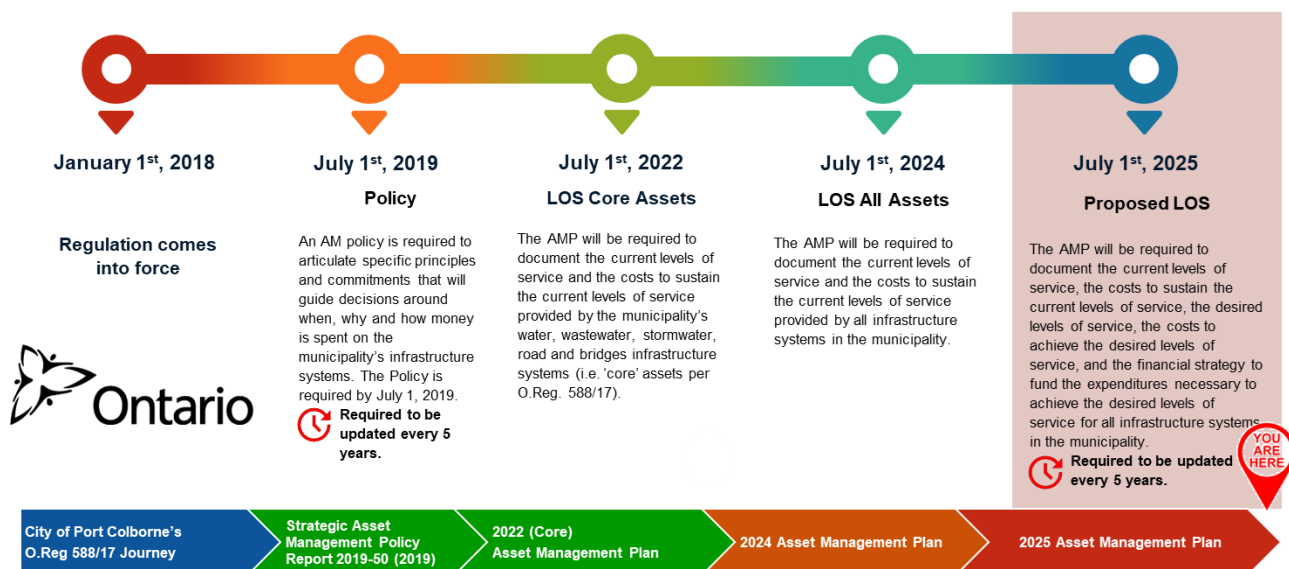 January 1st, 2018
Regulation comes
into force
Ontario
July 1st, 2019
Policy
An AM policy is required to
articulate specific principles
and commitments that will
guide decisions around
when, why and how money
is spent on the
municipality's infrastructure
systems. The Policy is
required by July 1, 2019.
Required to be
updated every 5
years.
July 1st, 2022
LOS Core Assets
The AMP will be required to
document the current levels of
service and the costs to sustain
the current levels of service
provided by the municipality's
water, wastewater, stormwater,
road and bridges infrastructure
systems (i.e. 'core' assets per
O.Reg. 588/17).
July 1st, 2024
LOS All Assets
The AMP will be required to
document the current levels of
service and the costs to sustain
the current levels of service
provided by all infrastructure
systems in the municipality.
July 1st, 2025
Proposed LOS
The AMP will be required to
document the current levels of
service, the costs to sustain the
current levels of service, the desired
levels of service, the costs to
achieve the desired levels of
service, and the financial strategy to
fund the expenditures necessary to
achieve the desired levels of
service for all infrastructure systems
in the municipality.
Required to be updated
every 5 years.
YOU
ARE
HERE
City of Port Colborne's
O.Reg 588/17 Journey
Strategic Asset
Management Policy
Report 2019-50 (2019)
2022 (Core)
Asset Management Plan
2024 Asset Management Plan
2025 Asset Management Plan